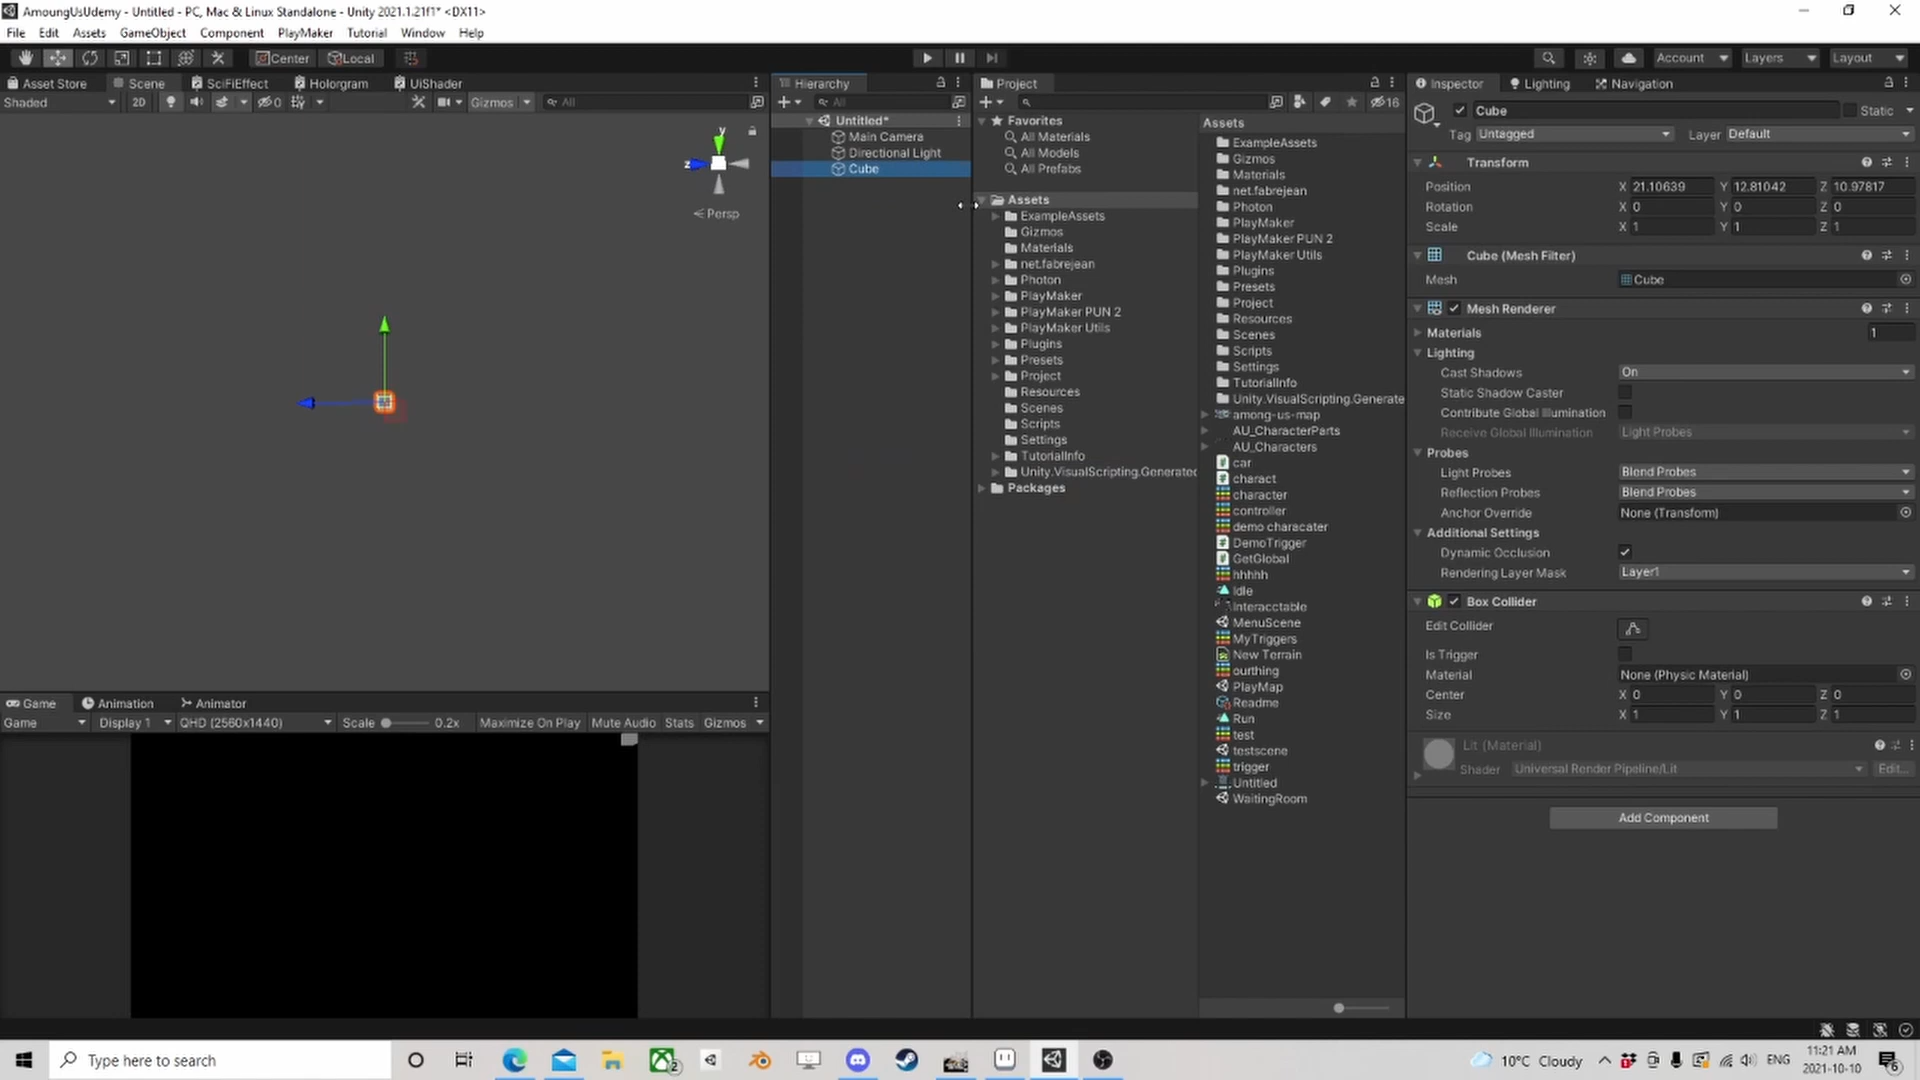 AmoungUsUdemy - Untitled - PC, Mac & Linux Standalone - Unity 2021.1.21f1* <DX11>
File Edit Assets GameObject Component PlayMaker Tutorial Window Help
Center Local Account Layers Layout
Asset Store Scene SciFiEffect Hologram UiShader
Shaded 2D 0 Gizmos All
y
z
Persp
Game Animation Animator
Game Display 1 QHD (2560x1440) Scale 0.2x Maximize On Play Mute Audio Stats Gizmos
Hierarchy
All
Untitled*
Main Camera
Directional Light
Cube
Project
16
Favorites
All Materials
All Models
All Prefabs
Assets
ExampleAssets
Gizmos
Materials
net.fabrejean
Photon
PlayMaker
PlayMaker PUN 2
PlayMaker Utils
Plugins
Presets
Project
Resources
Scenes
Scripts
Settings
TutorialInfo
Unity.VisualScripting.Generated
Packages
Assets
ExampleAssets
Gizmos
Materials
net.fabrejean
Photon
PlayMaker
PlayMaker PUN 2
PlayMaker Utils
Plugins
Presets
Project
Resources
Scenes
Scripts
Settings
TutorialInfo
Unity.VisualScripting.Generate
among-us-map
AU_CharacterParts
AU_Characters
car
charact
character
controller
demo characater
DemoTrigger
GetGlobal
hhhhh
Idle
Interacctable
MenuScene
MyTriggers
New Terrain
ourthing
PlayMap
Readme
Run
test
testscene
trigger
Untitled
WaitingRoom
Inspector Lighting Navigation
Cube Static
Tag Untagged Layer Default
Transform
Position X 21.10639 Y 12.81042 Z 10.97817
Rotation X 0 Y 0 Z 0
Scale X 1 Y 1 Z 1
Cube (Mesh Filter)
Mesh Cube
Mesh Renderer
Materials 1
Lighting
Cast Shadows On
Static Shadow Caster
Contribute Global Illumination
Receive Global Illumination Light Probes
Probes
Light Probes Blend Probes
Reflection Probes Blend Probes
Anchor Override None (Transform)
Additional Settings
Dynamic Occlusion
Rendering Layer Mask Layer1
Box Collider
Edit Collider
Is Trigger
Material None (Physic Material)
Center X 0 Y 0 Z 0
Size X 1 Y 1 Z 1
Lit (Material)
Shader Universal Render Pipeline/Lit Edit...
Add Component
Type here to search
2
10°C Cloudy
ENG
11:21 AM
2021-10-10
6